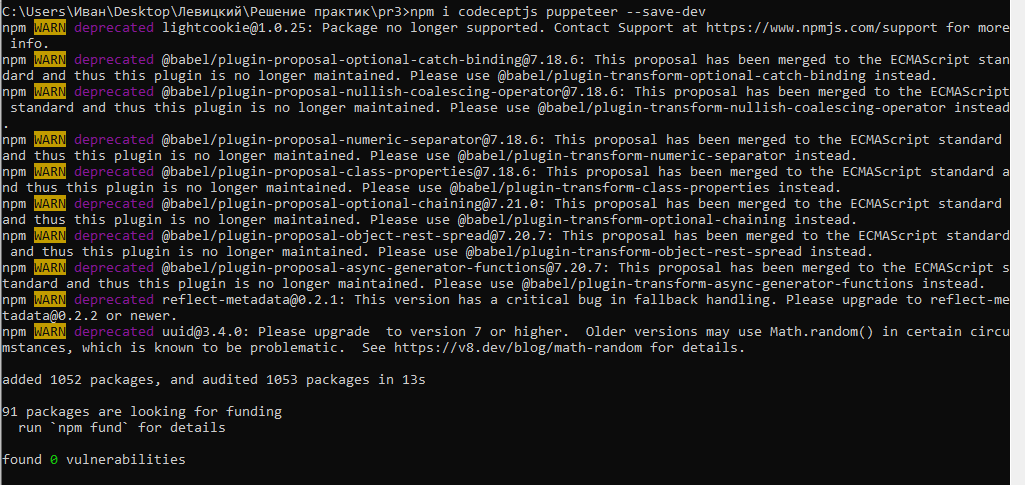 C:\Users\Иван\Desktop\Левицкий\Решение практик\pr3>npm i codeceptjs puppeteer --save-dev
npm WARN deprecated lightcookie@1.0.25: Package no longer supported. Contact Support at https://www.npmjs.com/support for more
 info.
npm WARN deprecated @babel/plugin-proposal-optional-catch-binding@7.18.6: This proposal has been merged to the ECMAScript stan
dard and thus this plugin is no longer maintained. Please use @babel/plugin-transform-optional-catch-binding instead.
npm WARN deprecated @babel/plugin-proposal-nullish-coalescing-operator@7.18.6: This proposal has been merged to the ECMAScript
 standard and thus this plugin is no longer maintained. Please use @babel/plugin-transform-nullish-coalescing-operator instead
.
npm WARN deprecated @babel/plugin-proposal-numeric-separator@7.18.6: This proposal has been merged to the ECMAScript standard
and thus this plugin is no longer maintained. Please use @babel/plugin-transform-numeric-separator instead.
npm WARN deprecated @babel/plugin-proposal-class-properties@7.18.6: This proposal has been merged to the ECMAScript standard a
nd thus this plugin is no longer maintained. Please use @babel/plugin-transform-class-properties instead.
npm WARN deprecated @babel/plugin-proposal-optional-chaining@7.21.0: This proposal has been merged to the ECMAScript standard
and thus this plugin is no longer maintained. Please use @babel/plugin-transform-optional-chaining instead.
npm WARN deprecated @babel/plugin-proposal-object-rest-spread@7.20.7: This proposal has been merged to the ECMAScript standard
 and thus this plugin is no longer maintained. Please use @babel/plugin-transform-object-rest-spread instead.
npm WARN deprecated @babel/plugin-proposal-async-generator-functions@7.20.7: This proposal has been merged to the ECMAScript s
tandard and thus this plugin is no longer maintained. Please use @babel/plugin-transform-async-generator-functions instead.
npm WARN deprecated reflect-metadata@0.2.1: This version has a critical bug in fallback handling. Please upgrade to reflect-me
tadata@0.2.2 or newer.
npm WARN deprecated uuid@3.4.0: Please upgrade  to version 7 or higher.  Older versions may use Math.random() in certain circu
mstances, which is known to be problematic.  See https://v8.dev/blog/math-random for details.
added 1052 packages, and audited 1053 packages in 13s
91 packages are looking for funding
  run `npm fund` for details
found 0 vulnerabilities